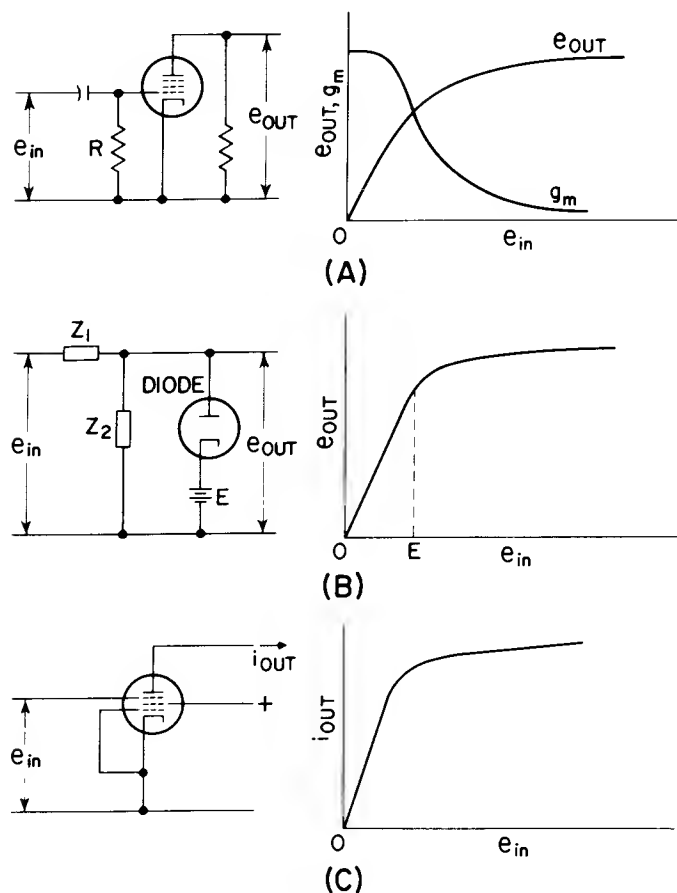 e_in
R
e_OUT
e_OUT, g_m
e_OUT
g_m
O
e_in
(A)
Z_1
Z_2
DIODE
E
e_in
e_OUT
e_OUT
O
E
e_in
(B)
i_OUT
+
e_in
i_OUT
O
e_in
(C)